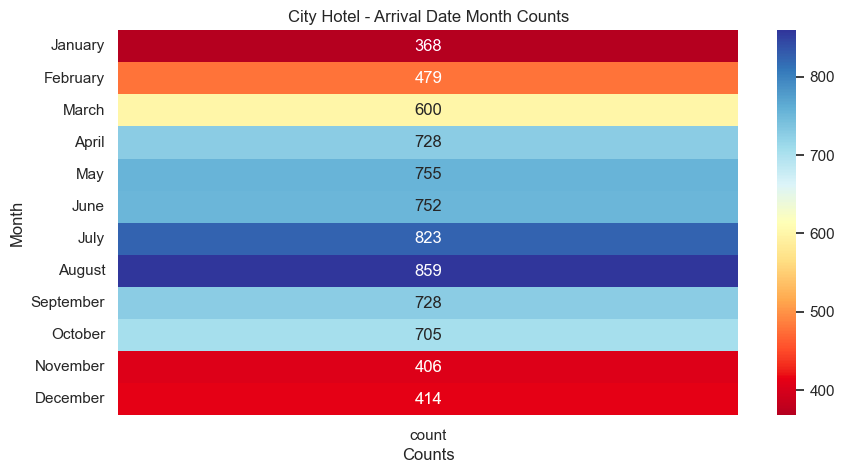 City Hotel - Arrival Date Month Counts
January 368
February 479
March 600
April 728
May 755
June 752
July 823
August 859
September 728
October 705
November 406
December 414
Month
count
Counts
800
700
600
500
400